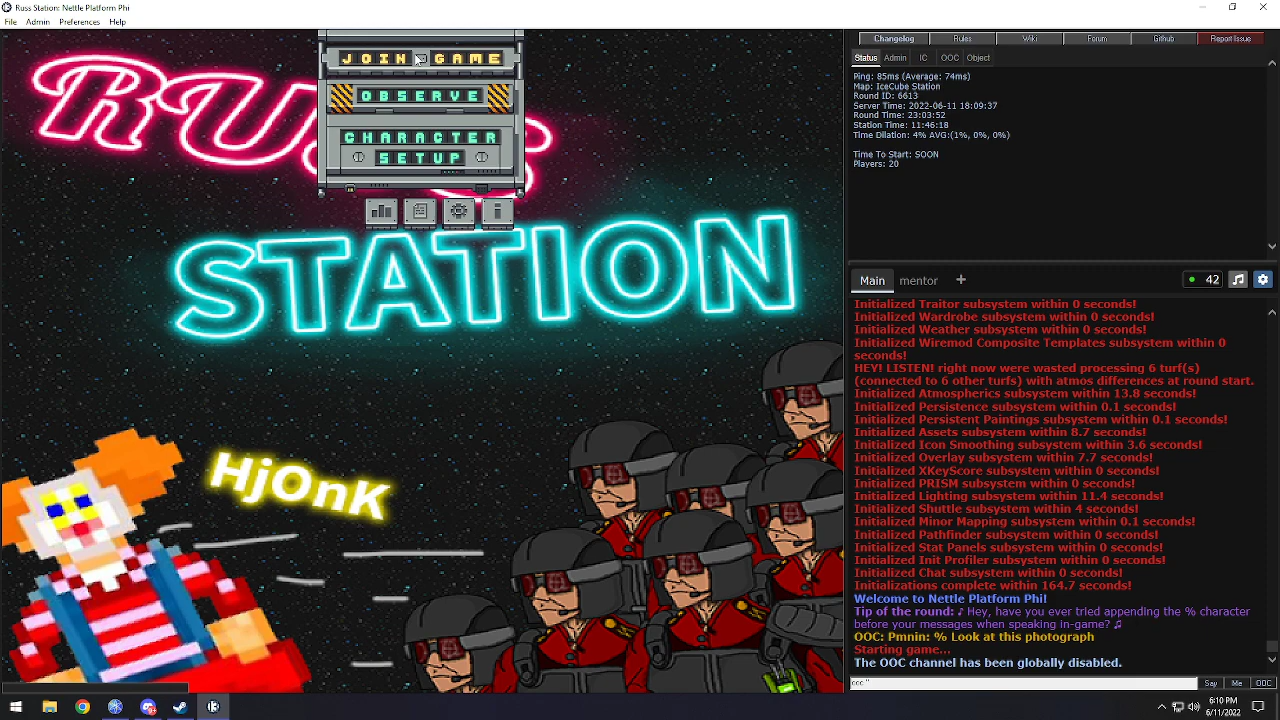 Russ Station: Nettle Platform Phi
File Admin Preferences Help
JOIN GAME
OBSERVE
CHARACTER
SETUP
RUSS
STATION
HjOnK
Changelog Rules Wiki Forum Github Report Issue
Status Admin IC OOC Object
Ping: 85ms (Average: 74ms)
Map: IceCube Station
Round ID: 6613
Server Time: 2022-06-11 18:09:37
Round Time: 23:03:52
Station Time: 11:46:18
Time Dilation: 4% AVG:(1%, 0%, 0%)
Time To Start: SOON
Players: 20
Main mentor + 42
Initialized Traitor subsystem within 0 seconds!
Initialized Wardrobe subsystem within 0 seconds!
Initialized Weather subsystem within 0 seconds!
Initialized Wiremod Composite Templates subsystem within 0
seconds!
HEY! LISTEN! right now were wasted processing 6 turf(s)
(connected to 6 other turfs) with atmos differences at round start.
Initialized Atmospherics subsystem within 13.8 seconds!
Initialized Persistence subsystem within 0.1 seconds!
Initialized Persistent Paintings subsystem within 0.1 seconds!
Initialized Assets subsystem within 8.7 seconds!
Initialized Icon Smoothing subsystem within 3.6 seconds!
Initialized Overlay subsystem within 7.7 seconds!
Initialized XKeyScore subsystem within 0 seconds!
Initialized PRISM subsystem within 0 seconds!
Initialized Lighting subsystem within 11.4 seconds!
Initialized Shuttle subsystem within 4 seconds!
Initialized Minor Mapping subsystem within 0.1 seconds!
Initialized Pathfinder subsystem within 0 seconds!
Initialized Stat Panels subsystem within 0 seconds!
Initialized Init Profiler subsystem within 0 seconds!
Initialized Chat subsystem within 0 seconds!
Initializations complete within 164.7 seconds!
Welcome to Nettle Platform Phi!
Tip of the round: ♪ Hey, have you ever tried appending the % character
before your messages when speaking in-game? ♫
OOC: Pmnin: % Look at this photograph
Starting game...
The OOC channel has been globally disabled.
ooc "
Say Me OOC
6:10 PM
6/11/2022